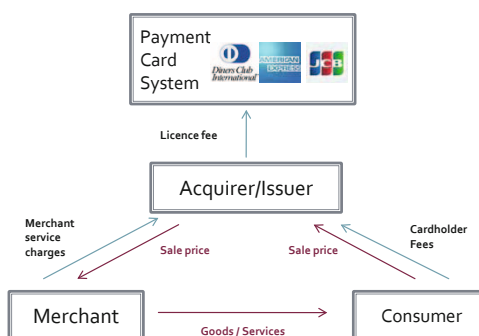 Payment
Card
System
Diners Club
International
AMERICAN
EXPRESS
JCB
Licence fee
Acquirer/Issuer
Merchant
service
charges
Sale price
Sale price
Cardholder
Fees
Merchant
Goods / Services
Consumer